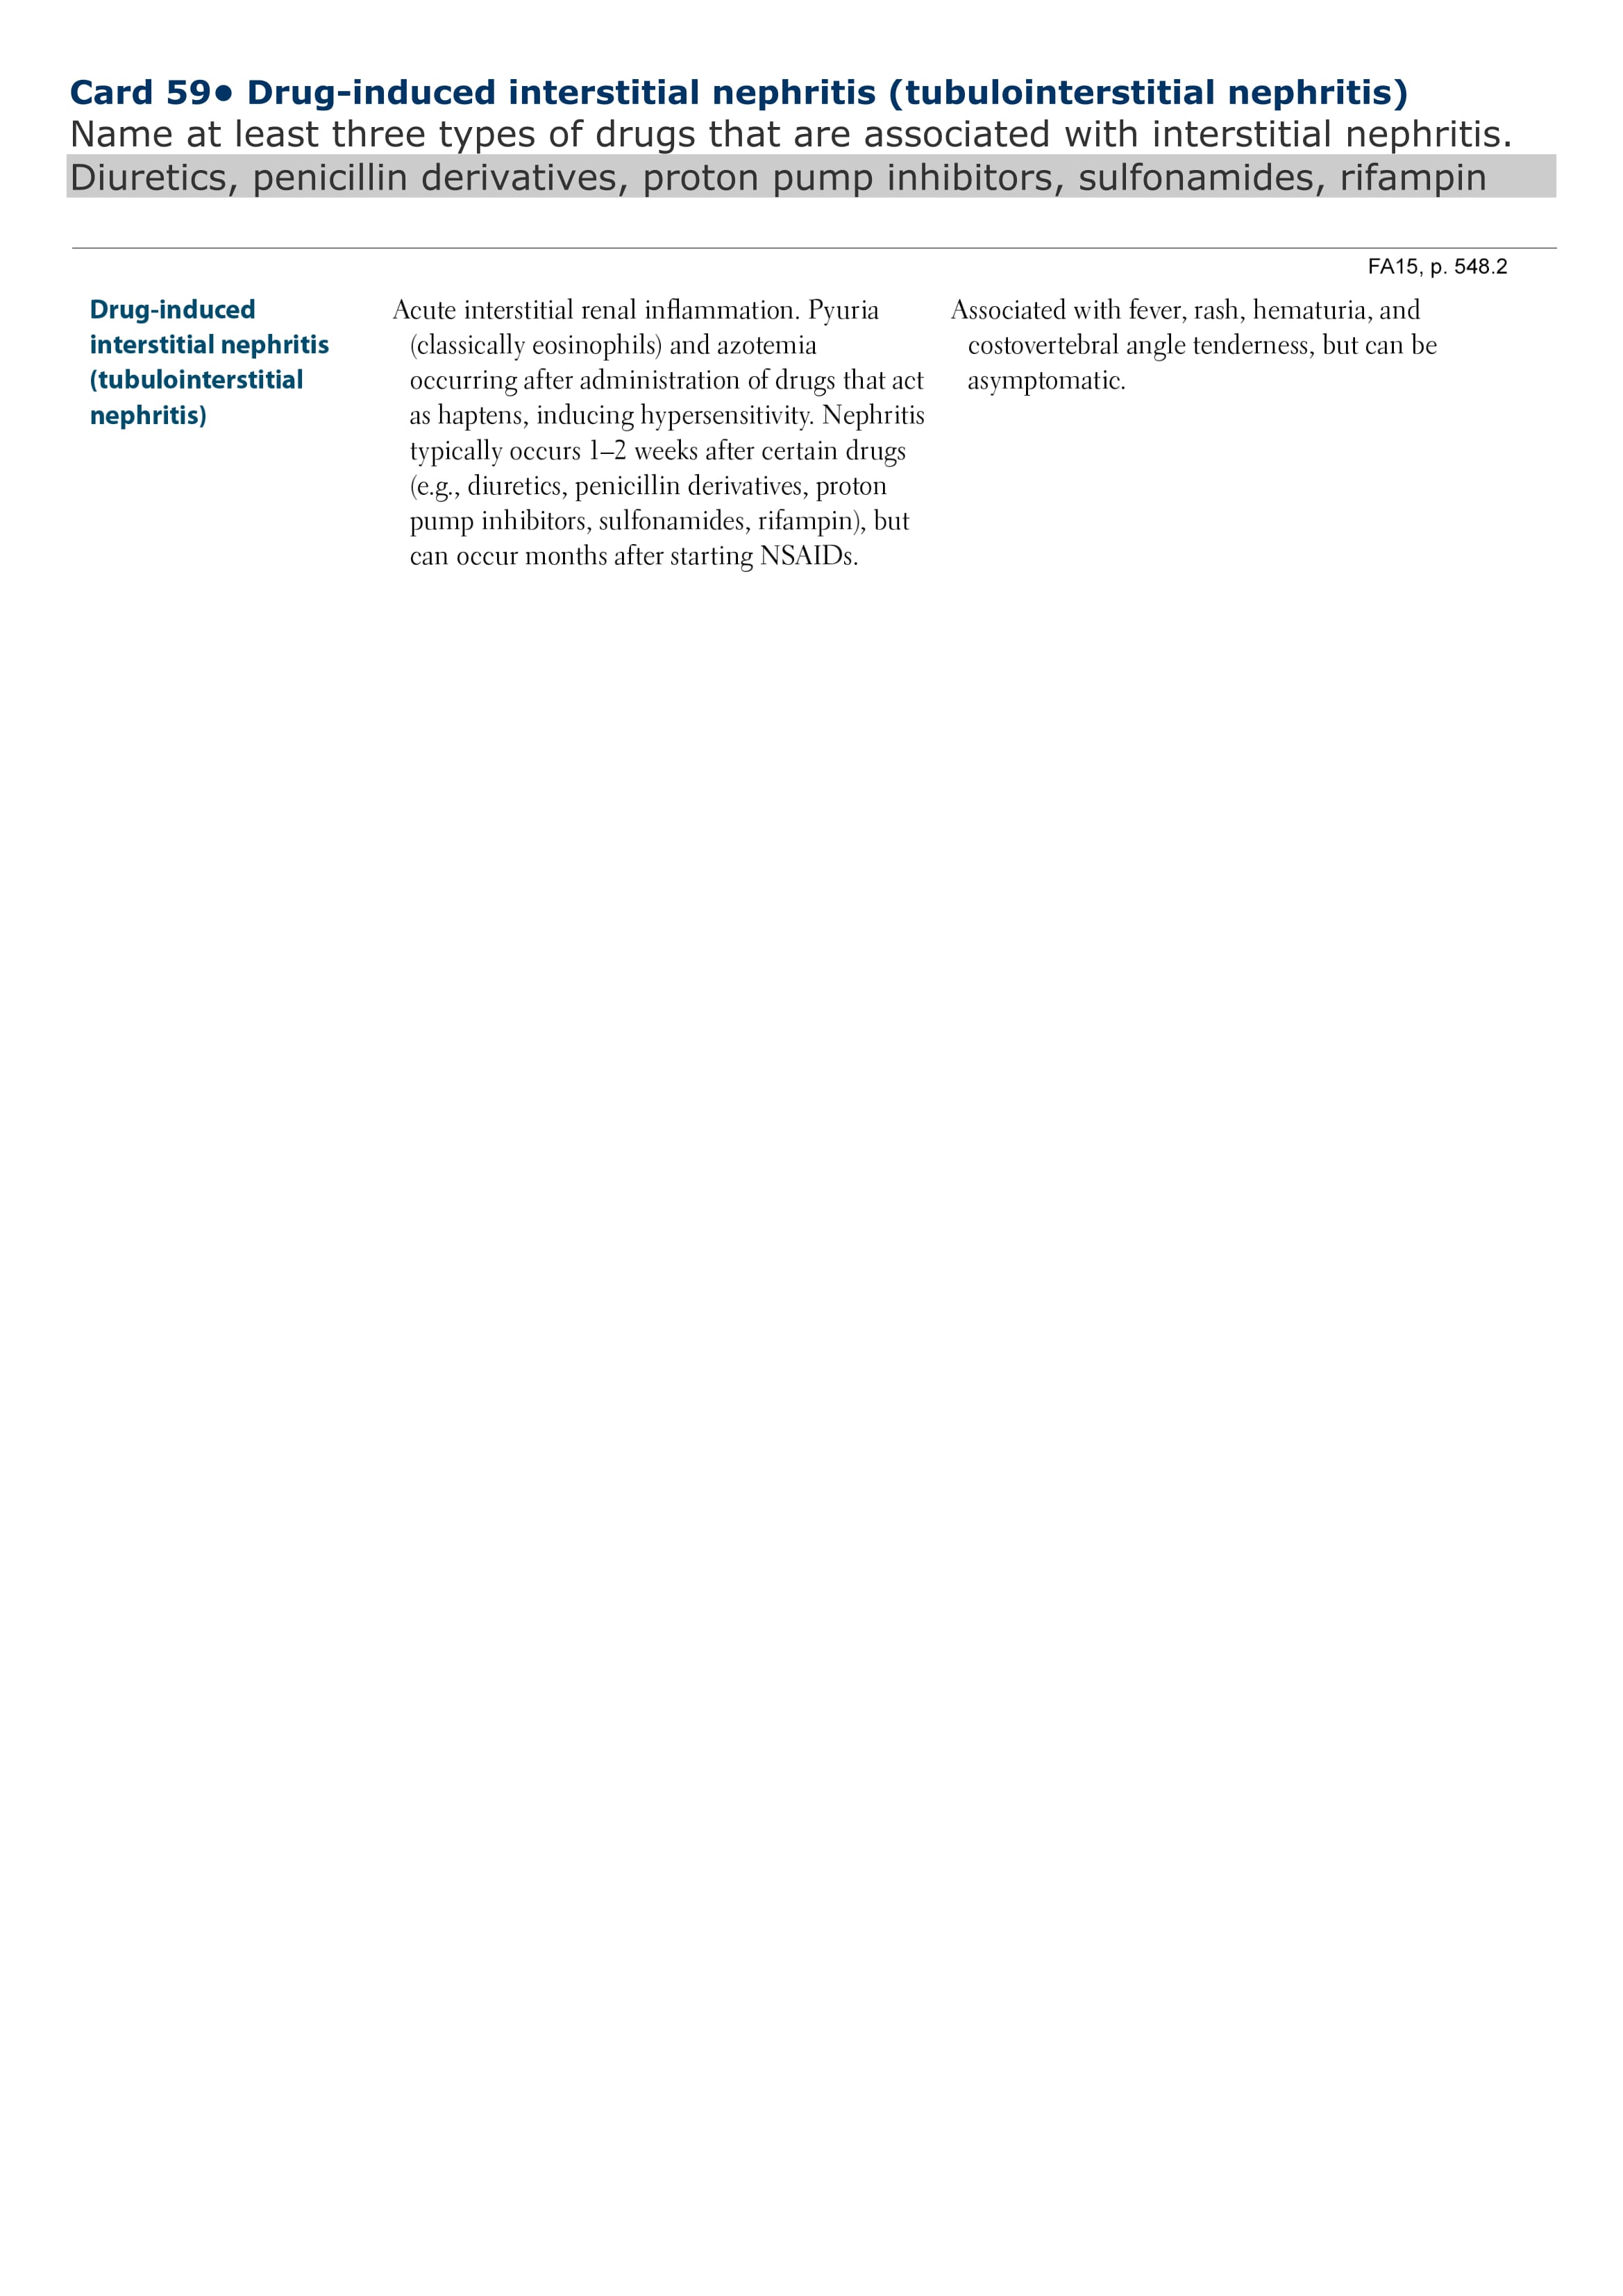 Card 59● Drug-induced interstitial nephritis (tubulointerstitial nephritis)
Name at least three types of drugs that are associated with interstitial nephritis.
Diuretics, penicillin derivatives, proton pump inhibitors, sulfonamides, rifampin
FA15, p. 548.2
Drug-induced
interstitial nephritis
(tubulointerstitial
nephritis)
Acute interstitial renal inflammation. Pyuria
(classically eosinophils) and azotemia
occurring after administration of drugs that act
as haptens, inducing hypersensitivity. Nephritis
typically occurs 1–2 weeks after certain drugs
(e.g., diuretics, penicillin derivatives, proton
pump inhibitors, sulfonamides, rifampin), but
can occur months after starting NSAIDs.
Associated with fever, rash, hematuria, and
costovertebral angle tenderness, but can be
asymptomatic.